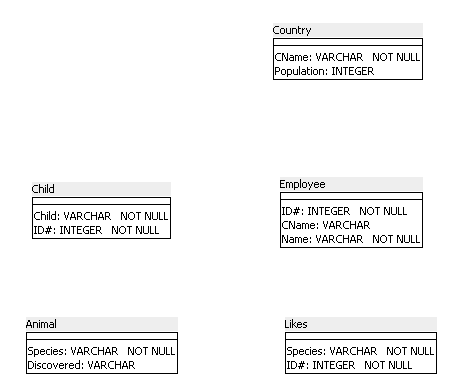 Country
CName: VARCHAR NOT NULL
Population: INTEGER
Child
Child: VARCHAR NOT NULL
ID#: INTEGER NOT NULL
Employee
ID#: INTEGER NOT NULL
CName: VARCHAR
Name: VARCHAR NOT NULL
Animal
Species: VARCHAR NOT NULL
Discovered: VARCHAR
Likes
Species: VARCHAR NOT NULL
ID#: INTEGER NOT NULL